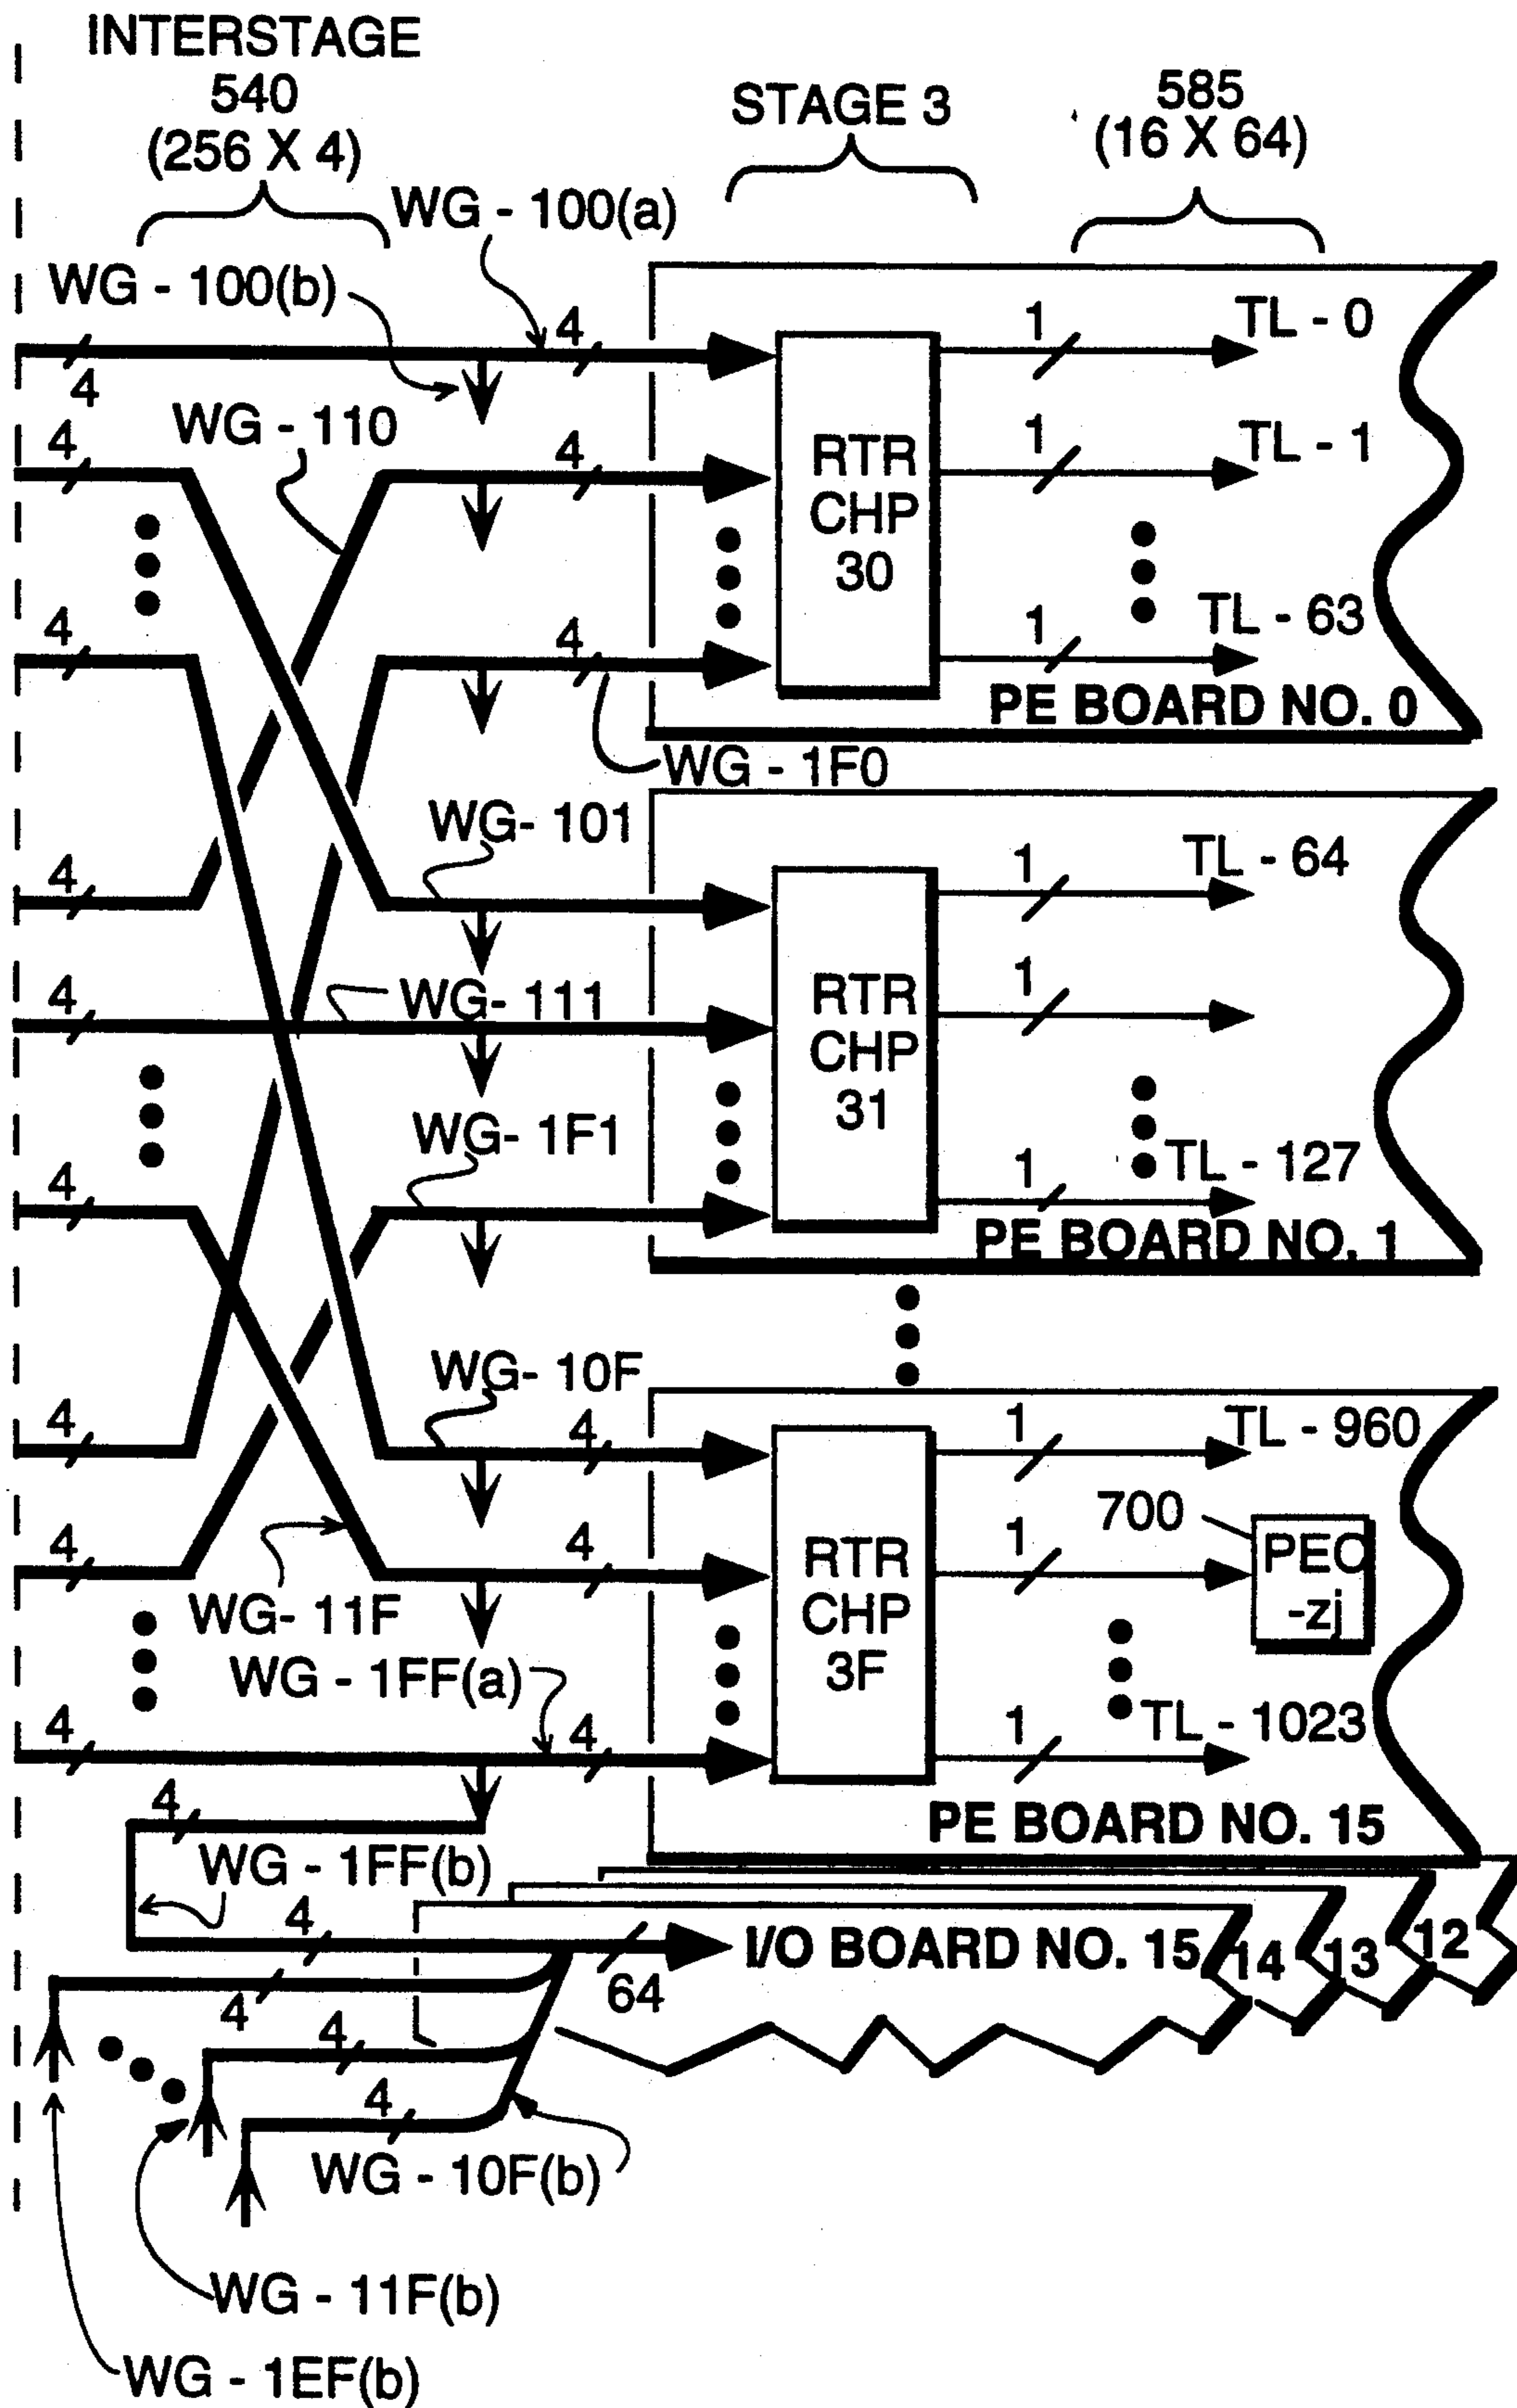 INTERSTAGE
540
(256 X 4)
STAGE 3
585
(16 X 64)
WG - 100(a)
WG - 100(b)
4
4
1
TL - 0
WG - 110
4
4
1
TL - 1
RTR
CHP
30
4
4
1
TL - 63
PE BOARD NO. 0
WG - 1F0
WG- 101
4
1
TL - 64
4
WG- 111
1
RTR
CHP
31
WG- 1F1
4
1
TL - 127
PE BOARD NO. 1
WG- 10F
4
4
1
TL - 960
700
4
4
1
PEC
-zj
RTR
CHP
3F
WG- 11F
WG - 1FF(a)
4
4
1
TL - 1023
4
PE BOARD NO. 15
WG - 1FF(b)
4
64
I/O BOARD NO. 15
14
13
12
4
4
4
WG - 10F(b)
WG - 11F(b)
WG - 1EF(b)